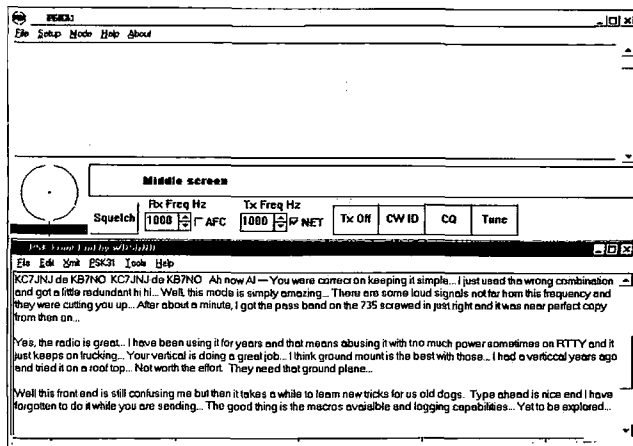 PSK31
File Setup Mode Help About
Middle screen
Rx Freq Hz Tx Freq Hz
Squelch 1000 AFC 1000 NET Tx Off CW ID CQ Tune
PSK Front End by
File Edit Xmt PSK31 Tools Help
KC7JNJ de KB7NO KC7JNJ de KB7NO Ah now Al — You were correct on keeping it simple... I just used the wrong combination
and got a little redundant hi hi... Well, this mode is simply amazing... There are some loud signals not far from this frequency and
they were cutting you up... After about a minute, I got the pass band on the 735 screwed in just right and it was near perfect copy
from then on...
Yes, the radio is great... I have been using it for years and that means abusing it with too much power sometimes on RTTY and it
just keeps on trucking... Your vertical is doing a great job... I think ground mount is the best with those... I had a verticcal years ago
and tried it on a roof top... Not worth the effort. They need that ground plane...
Well this front end is still confusing me but then it takes a while to learn new tricks for us old dogs. Type ahead is nice and I have
forgotten to do it while you are sending... The good thing is the macros avaialble and logging capabilities... Yet to be explored...